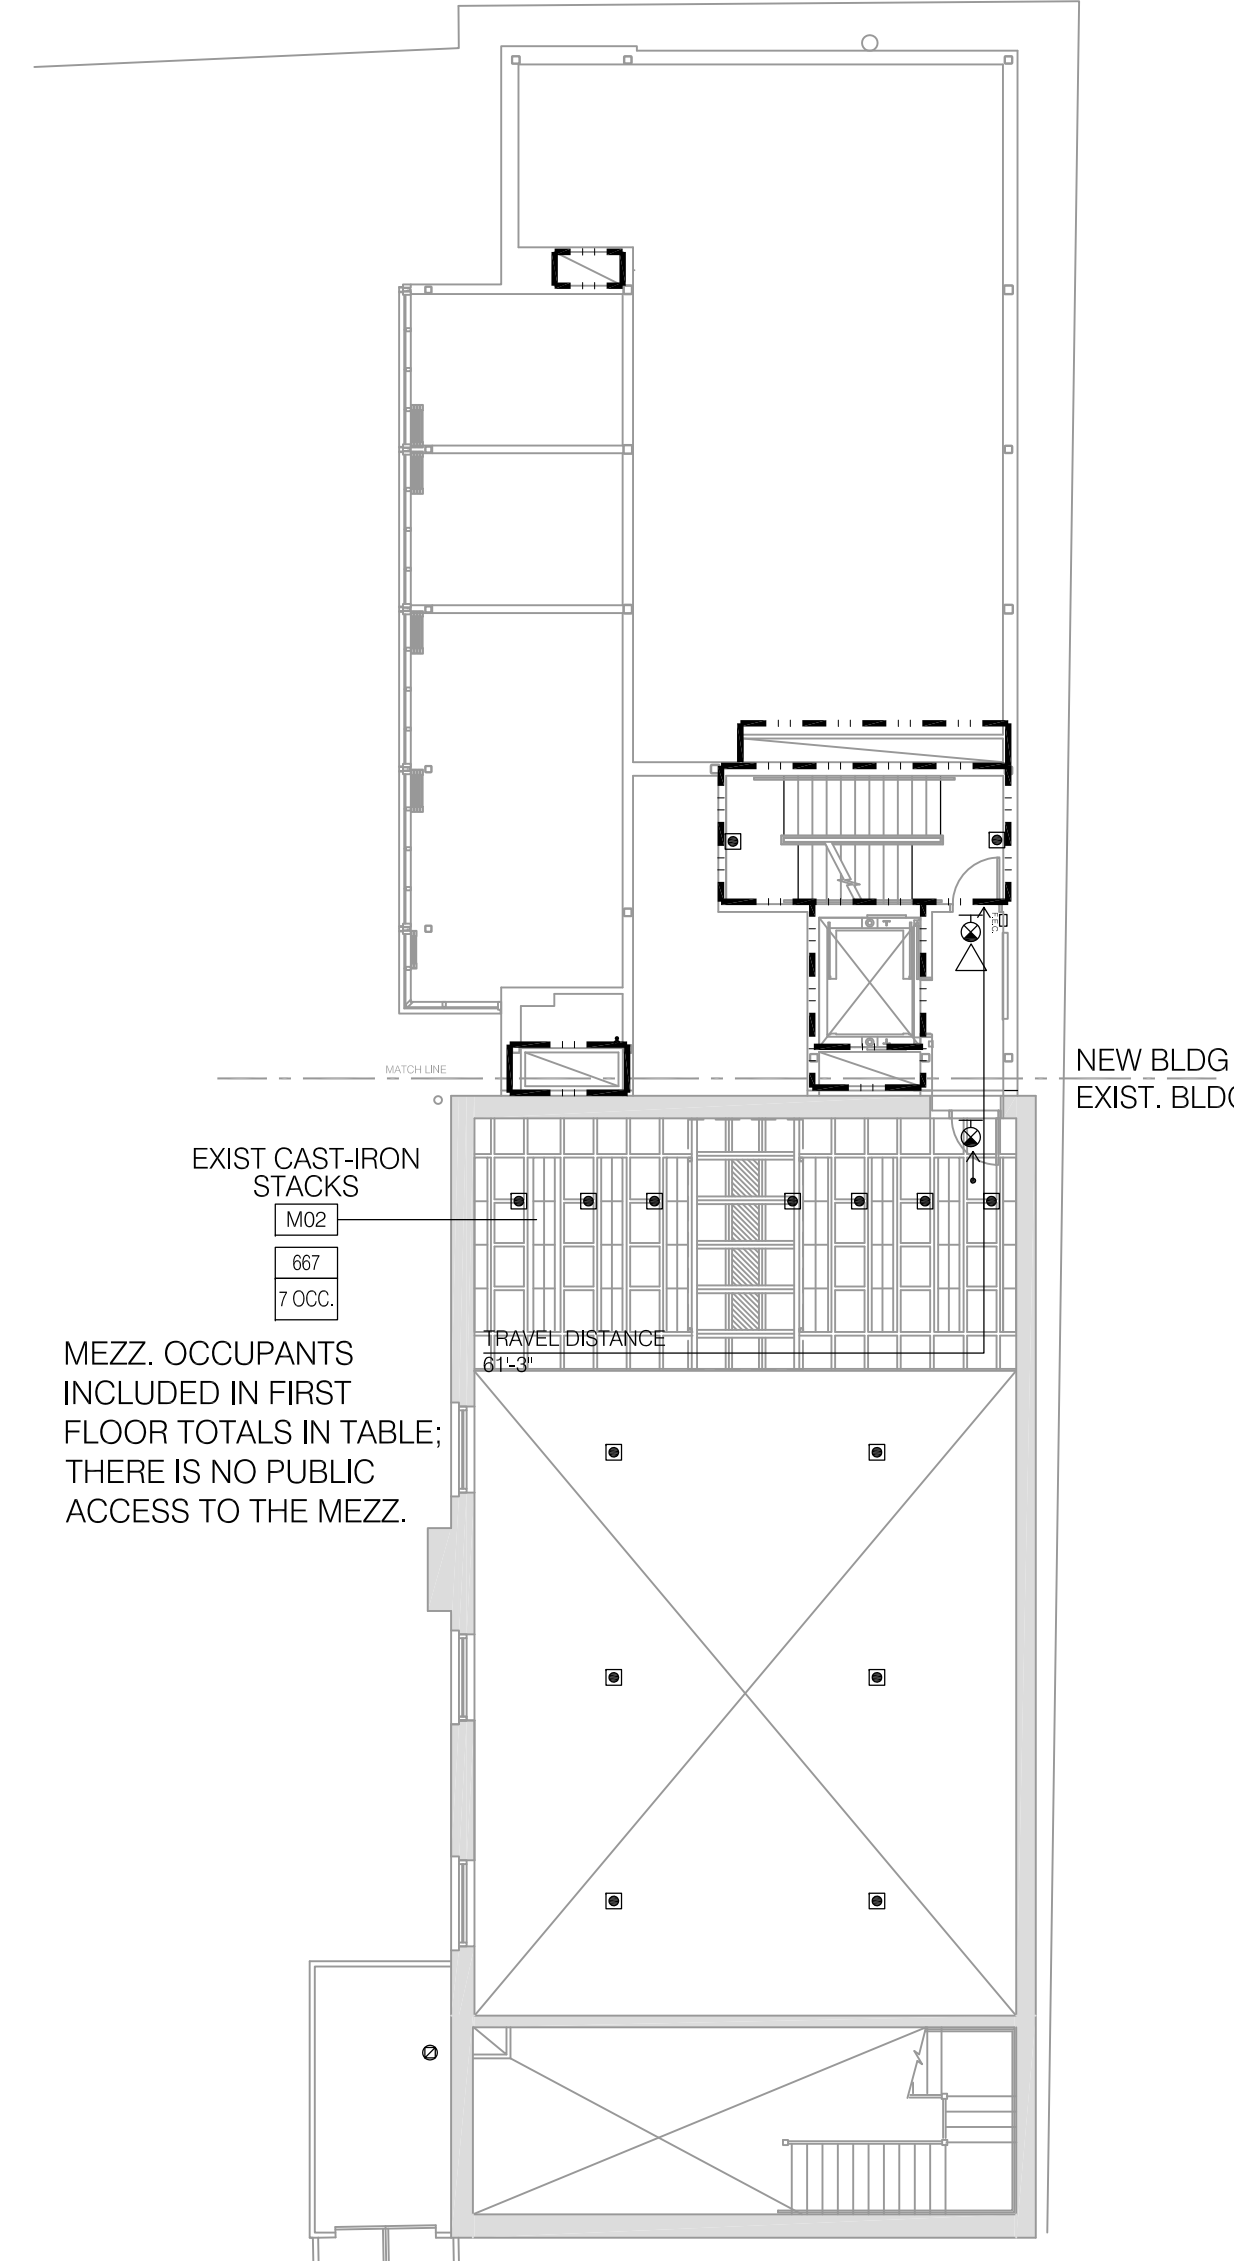 F.E.C.
MATCH LINE
NEW BLDG
EXIST. BLDG
EXIST CAST-IRON
STACKS
M02
667
7 OCC.
TRAVEL DISTANCE
61'-3"
MEZZ. OCCUPANTS
INCLUDED IN FIRST
FLOOR TOTALS IN TABLE;
THERE IS NO PUBLIC
ACCESS TO THE MEZZ.